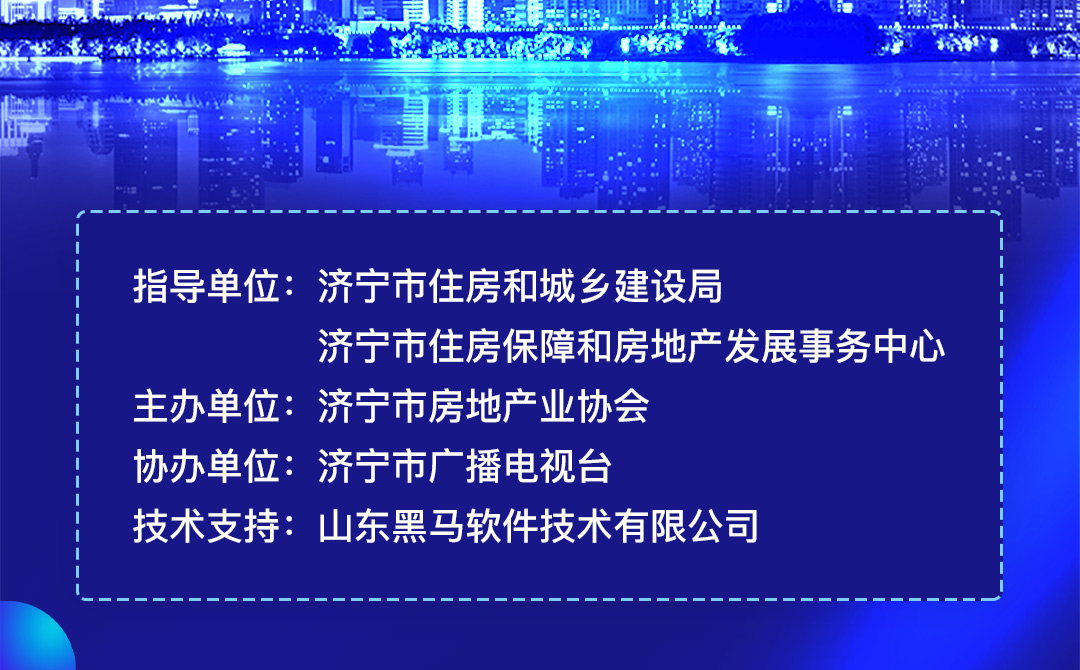 指导单位：济宁市住房和城乡建设局
济宁市住房保障和房地产发展事务中心
主办单位：济宁市房地产业协会
协办单位：济宁市广播电视台
技术支持：山东黑马软件技术有限公司